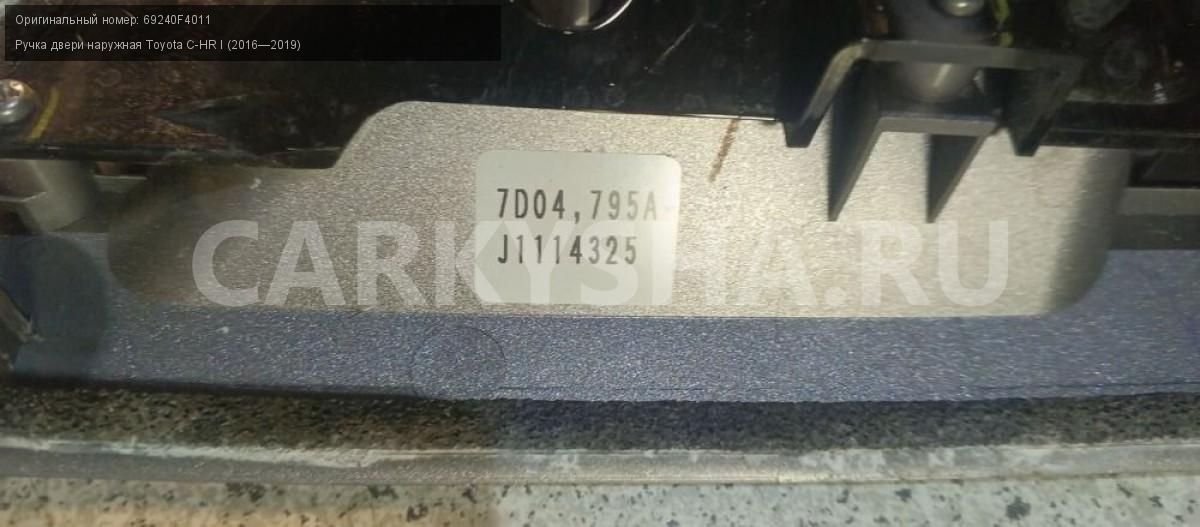 Оригинальный номер: 69240F4011
Ручка двери наружная Toyota C-HR I (2016—2019)
7D04,795A
J1114325
CARKYSHA.RU